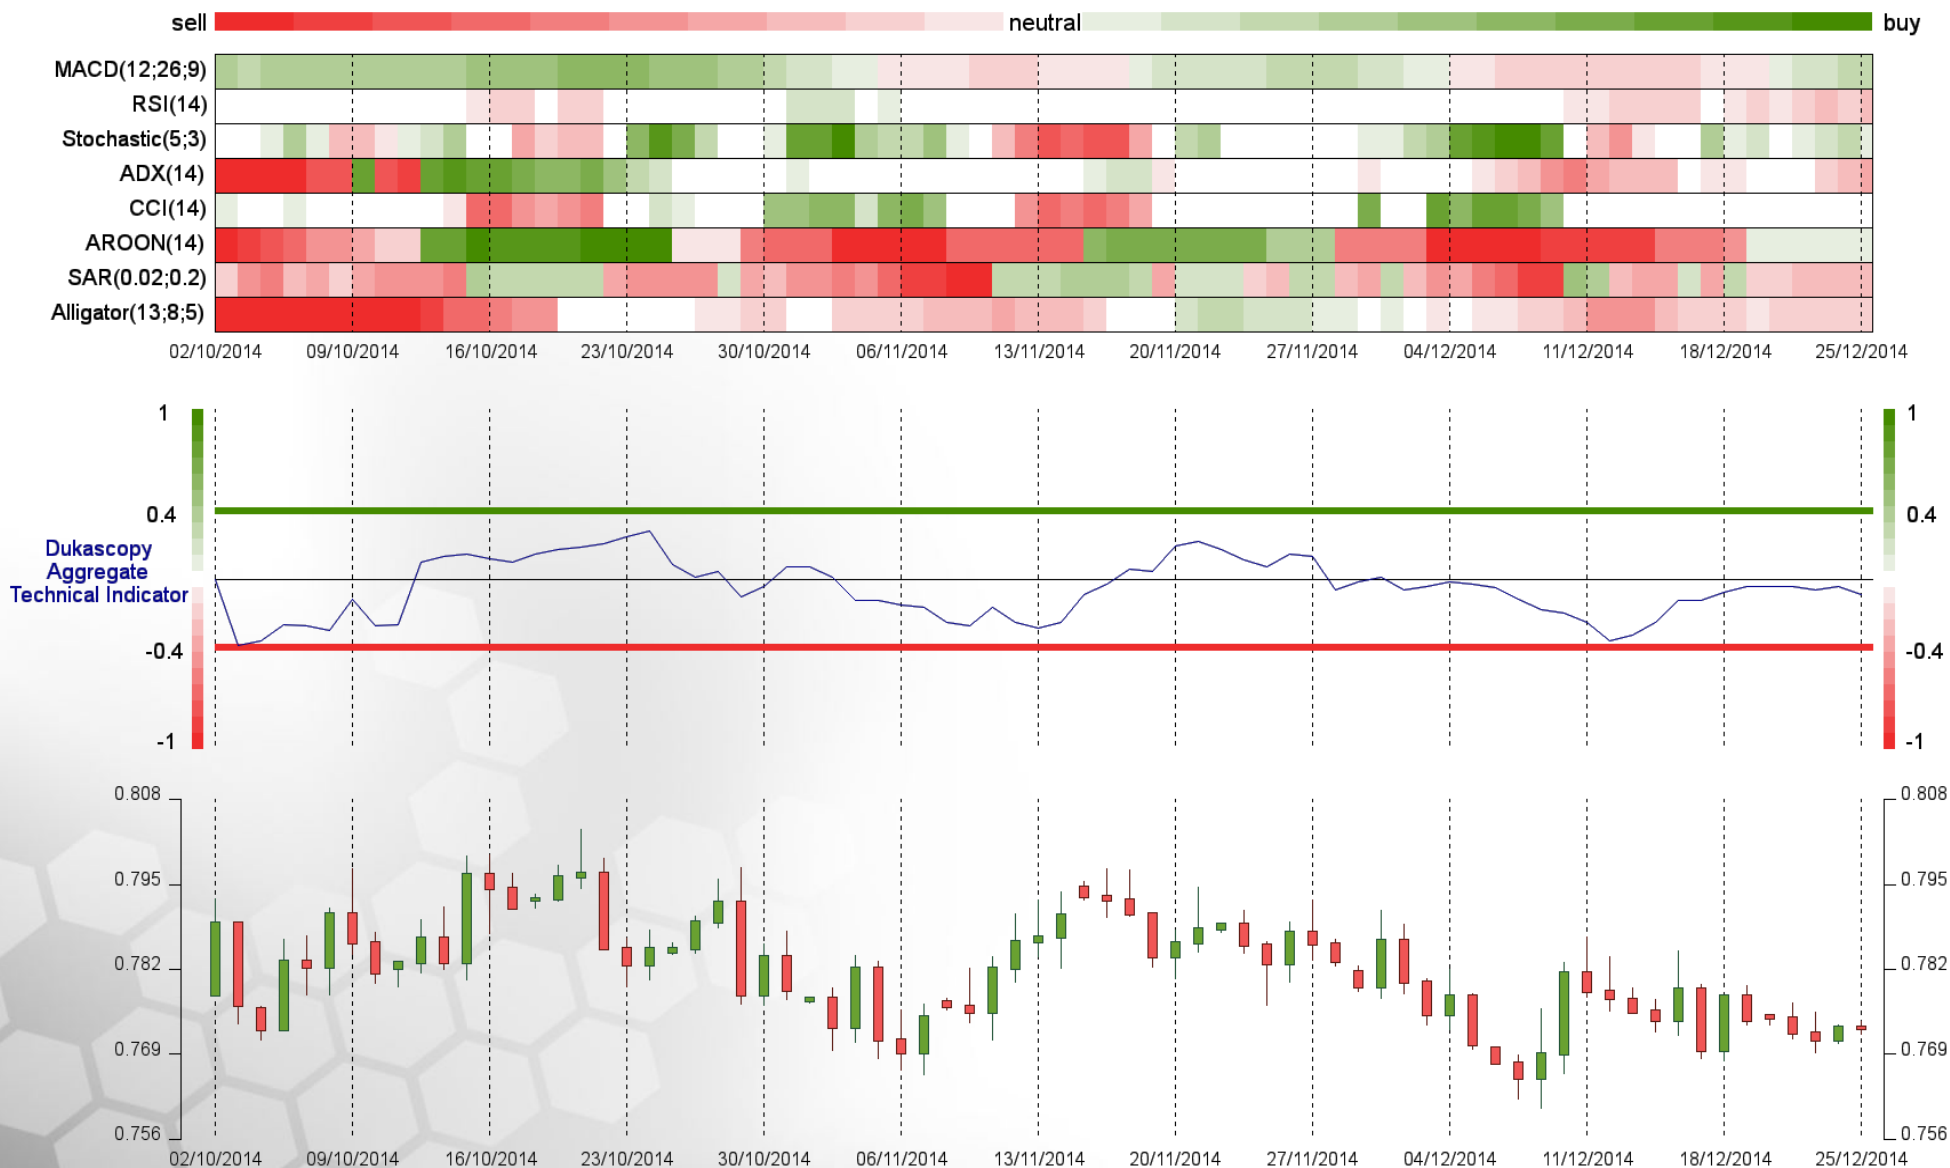 sell neutral buy
MACD(12;26;9)
RSI(14)
Stochastic(5;3)
ADX(14)
CCI(14)
AROON(14)
SAR(0.02;0.2)
Alligator(13;8;5)
02/10/2014 09/10/2014 16/10/2014 23/10/2014 30/10/2014 06/11/2014 13/11/2014 20/11/2014 27/11/2014 04/12/2014 11/12/2014 18/12/2014 25/12/2014
1 1
0.4 0.4
Dukascopy
Aggregate
Technical Indicator
-0.4 -0.4
-1 -1
0.808 0.808
0.795 0.795
0.782 0.782
0.769 0.769
0.756 0.756
02/10/2014 09/10/2014 16/10/2014 23/10/2014 30/10/2014 06/11/2014 13/11/2014 20/11/2014 27/11/2014 04/12/2014 11/12/2014 18/12/2014 25/12/2014